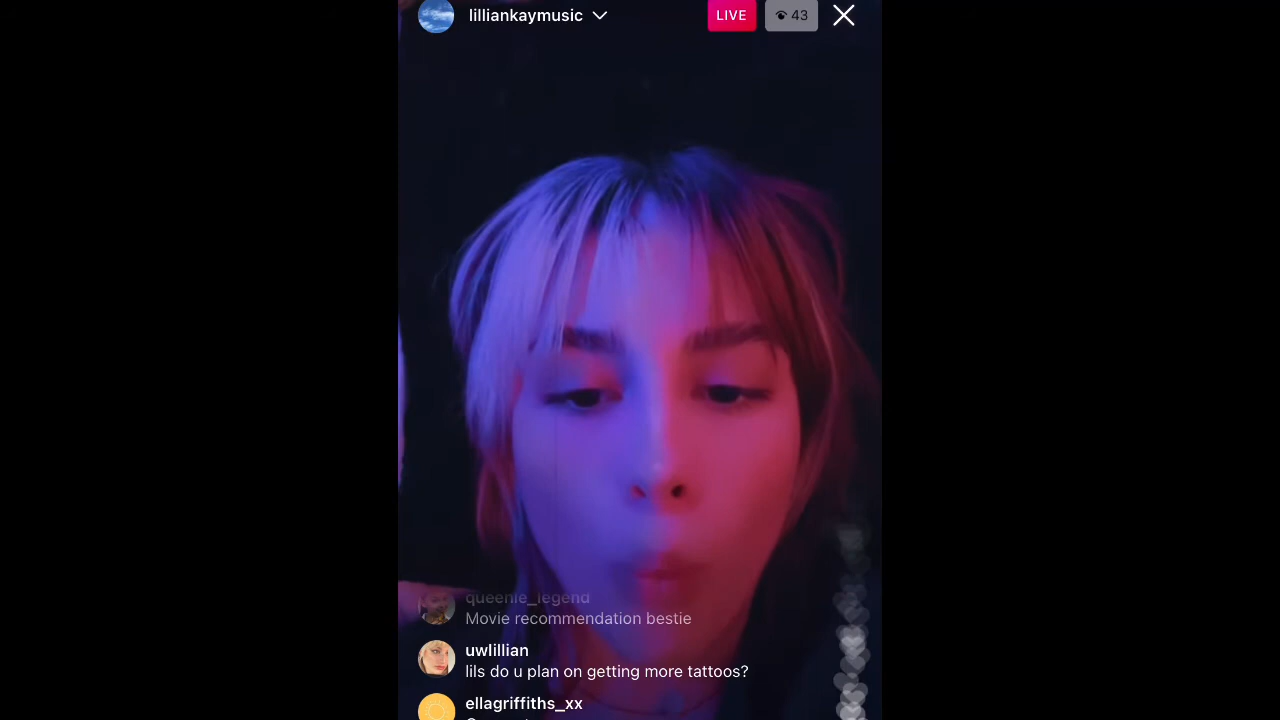 lilliankaymusic
LIVE
43
queenie_legend
Movie recommendation bestie
uwlillian
lils do u plan on getting more tattoos?
ellagriffiths_xx